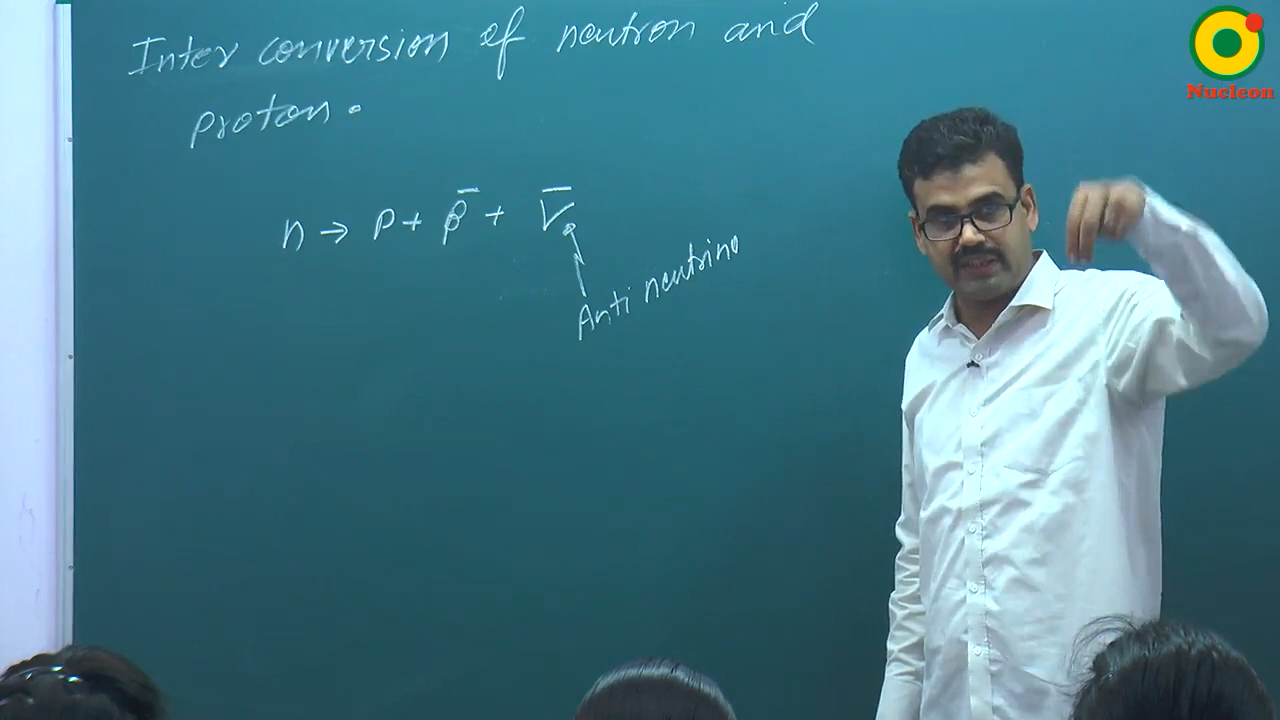 Inter conversion of neutron and
proton.
n → p + β̄ + ν̄
Anti neutrino
Nucleon